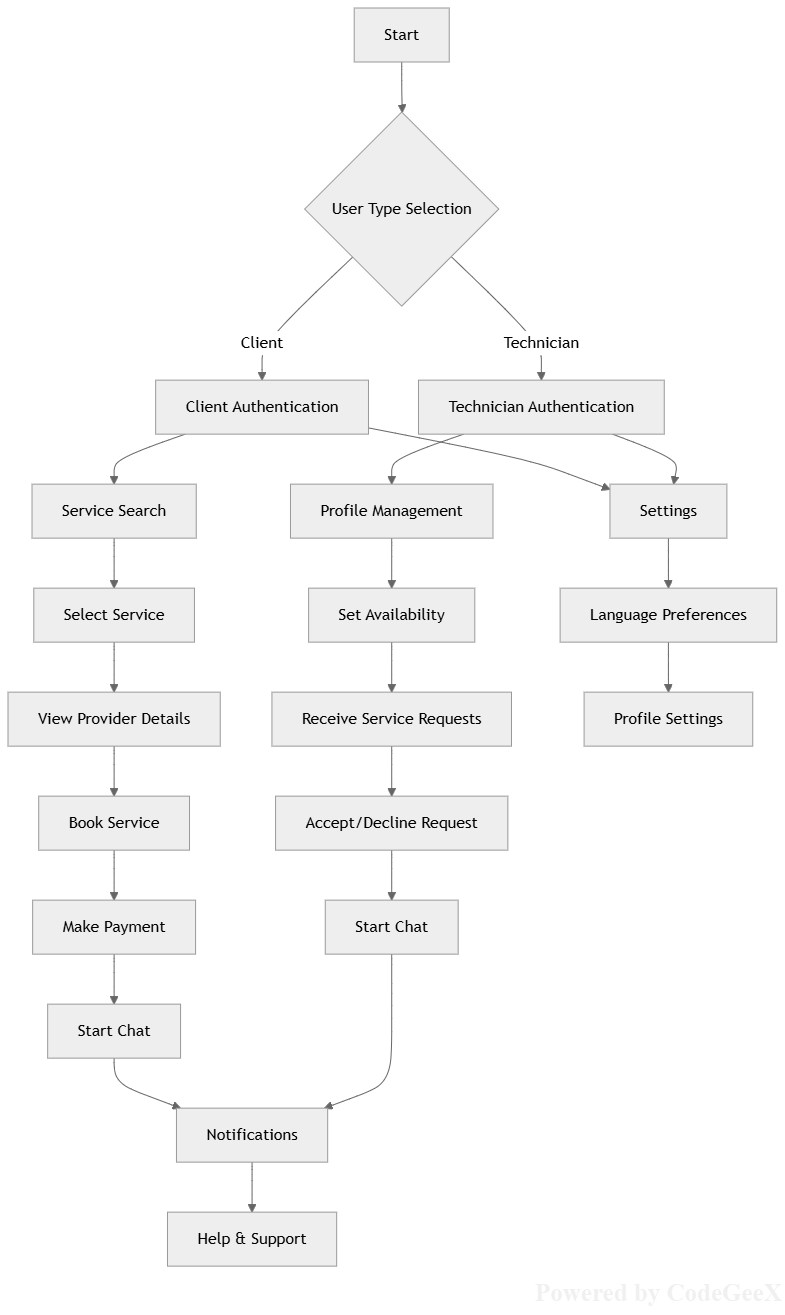 Start
User Type Selection
Client
Technician
Client Authentication
Technician Authentication
Service Search
Profile Management
Settings
Select Service
Set Availability
Language Preferences
View Provider Details
Receive Service Requests
Profile Settings
Book Service
Accept/Decline Request
Make Payment
Start Chat
Start Chat
Notifications
Help & Support
Powered by CodeGeeX